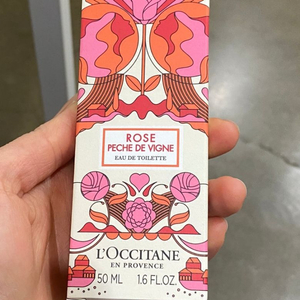 ROSE
PECHE DE VIGNE
EAU DE TOILETTE
L'OCCITANE
EN PROVENCE
50 ML 1.6 FL.OZ.